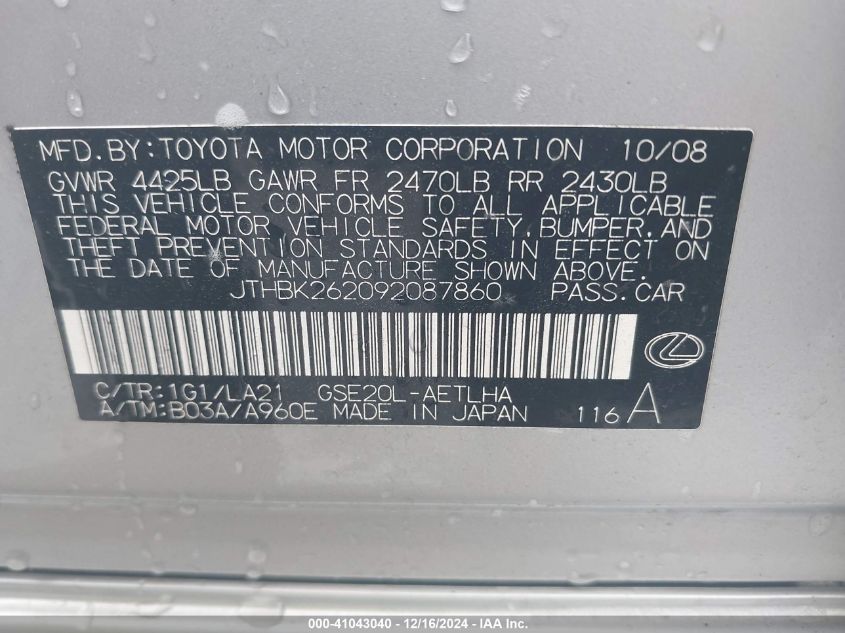 MFD.BY:TOYOTA MOTOR CORPORATION 10/08
GVWR 4425LB GAWR FR 2470LB RR 2430LB
THIS VEHICLE CONFORMS TO ALL APPLICABLE
FEDERAL MOTOR VEHICLE SAFETY,BUMPER,AND
THEFT PREVENTION STANDARDS IN EFFECT ON
THE DATE OF MANUFACTURE SHOWN ABOVE.
JTHBK262092087860 PASS.CAR
C/TR:1G1/LA21 GSE20L-AETLHA
A/TM:B03A/A960E MADE IN JAPAN 116A
000-41043040 - 12/16/2024 - IAA Inc.